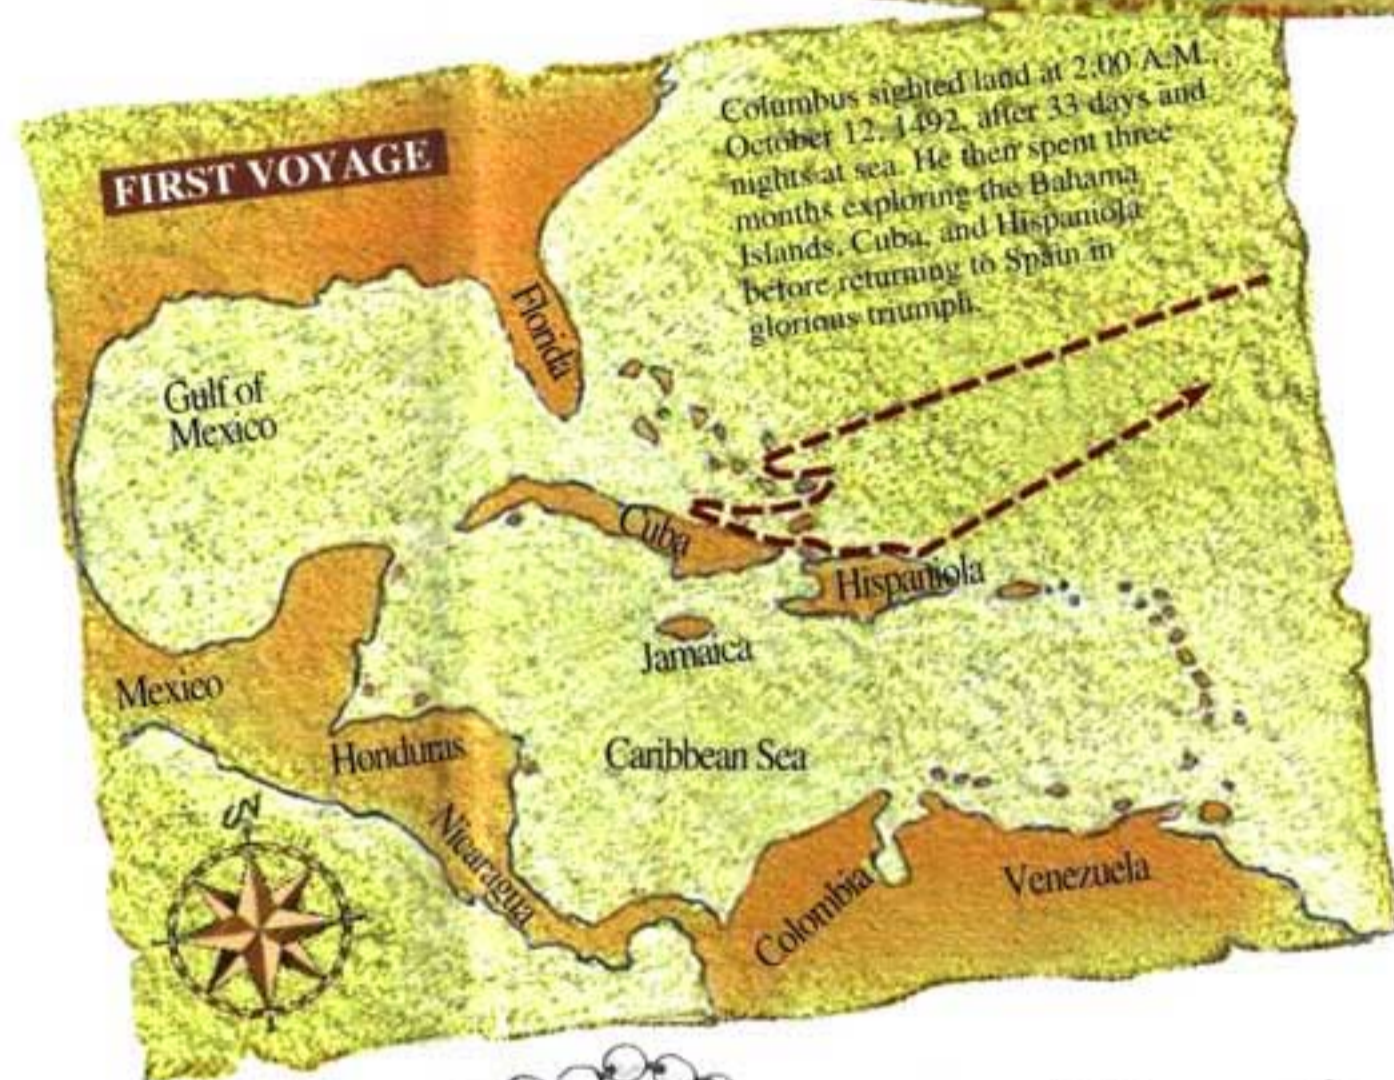 FIRST VOYAGE
Columbus sighted land at 2:00 A.M.,
October 12, 1492, after 33 days and
nights at sea. He then spent three
months exploring the Bahama
Islands, Cuba, and Hispaniola
before returning to Spain in
glorious triumph.
Florida
Gulf of
Mexico
Cuba
Hispaniola
Jamaica
Mexico
Honduras
Caribbean Sea
Nicaragua
Colombia
Venezuela
N